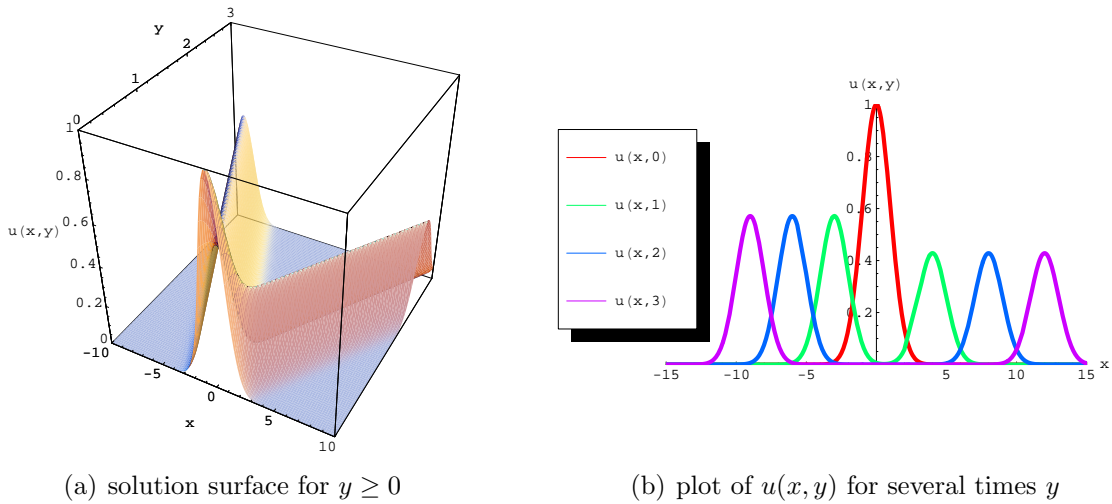 3
y
2
1
0
1
0.8
0.6
u(x,y)
0.4
0.2
0
-10
-5
0
x
5
10
u(x,y)
1
0.8
0.6
0.4
0.2
u(x,0)
u(x,1)
u(x,2)
u(x,3)
-15 -10 -5 0 5 10 15 x
(a) solution surface for y ≥ 0
(b) plot of u(x, y) for several times y